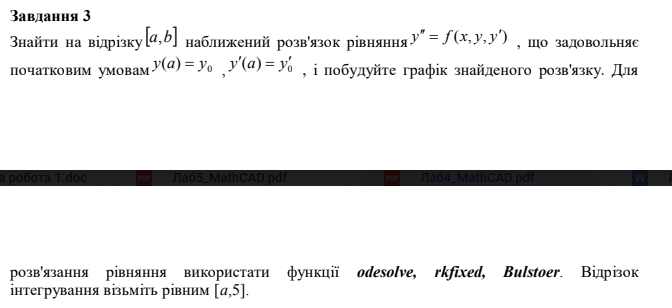 Завдання 3
Знайти на відрізку [a,b] наближений розв'язок рівняння y″ = f(x, y, y′) , що задовольняє
початковим умовам y(a) = y₀ , y′(a) = y′₀ , і побудуйте графік знайденого розв'язку. Для
а робота 1.doc PDF Лаб5_MathCAD.pdf PDF Лаб4_MathCAD.pdf W
розв'язання рівняння використати функції odesolve, rkfixed, Bulstoer. Відрізок
інтегрування візьміть рівним [a,5].